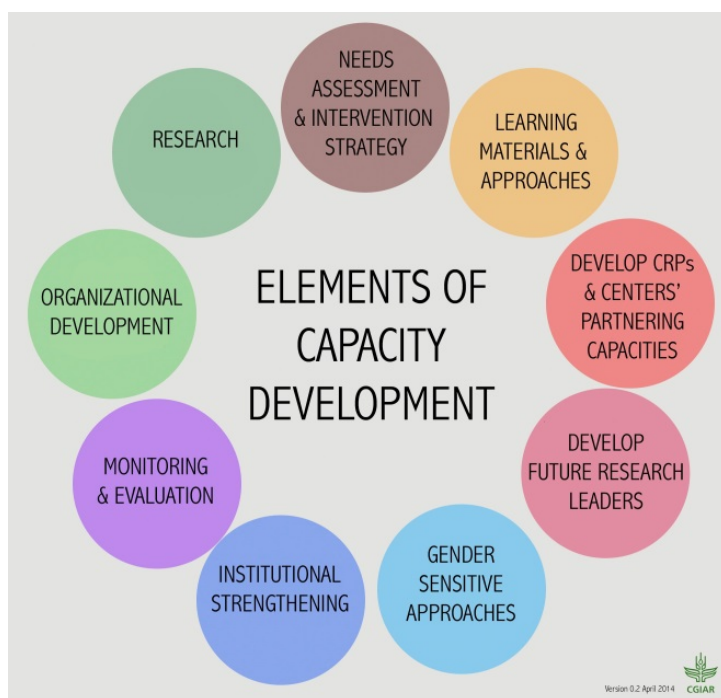 NEEDS
ASSESSMENT
& INTERVENTION
STRATEGY
LEARNING
MATERIALS &
APPROACHES
DEVELOP CRPs
& CENTERS'
PARTNERING
CAPACITIES
DEVELOP
FUTURE RESEARCH
LEADERS
GENDER
SENSITIVE
APPROACHES
INSTITUTIONAL
STRENGTHENING
MONITORING
& EVALUATION
ORGANIZATIONAL
DEVELOPMENT
RESEARCH
ELEMENTS OF
CAPACITY
DEVELOPMENT
Version 0.2 April 2014
CGIAR